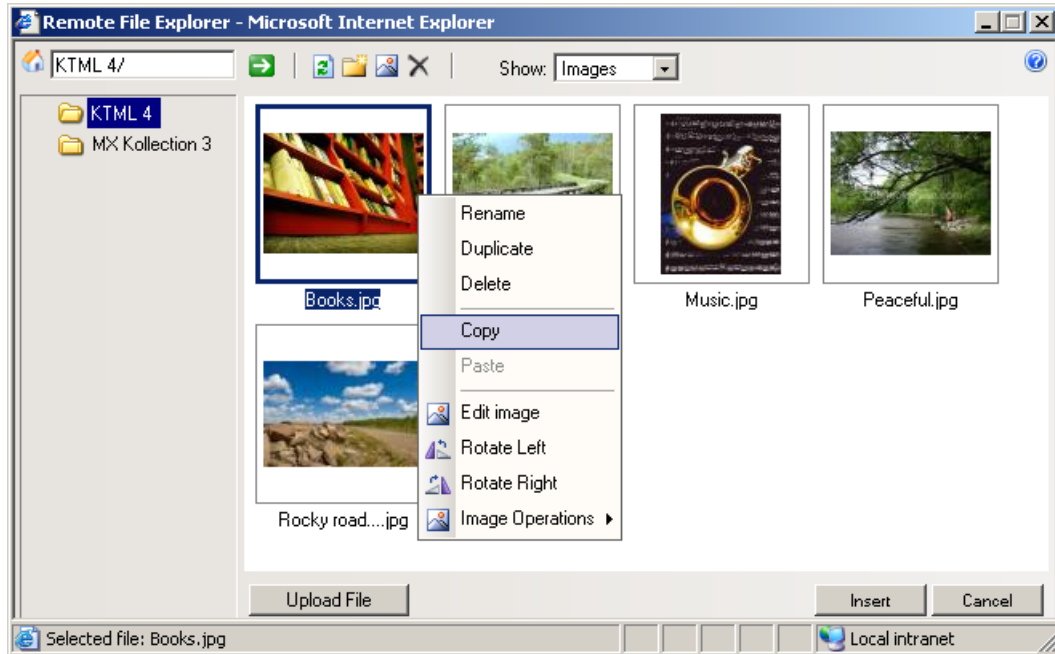 Remote File Explorer - Microsoft Internet Explorer
KTML 4/
Show: Images
KTML 4
MX Kollection 3
Books.jpg
Music.jpg
Peaceful.jpg
Rocky road....jpg
Rename
Duplicate
Delete
Copy
Paste
Edit image
Rotate Left
Rotate Right
Image Operations
Upload File
Insert
Cancel
Selected file: Books.jpg
Local intranet